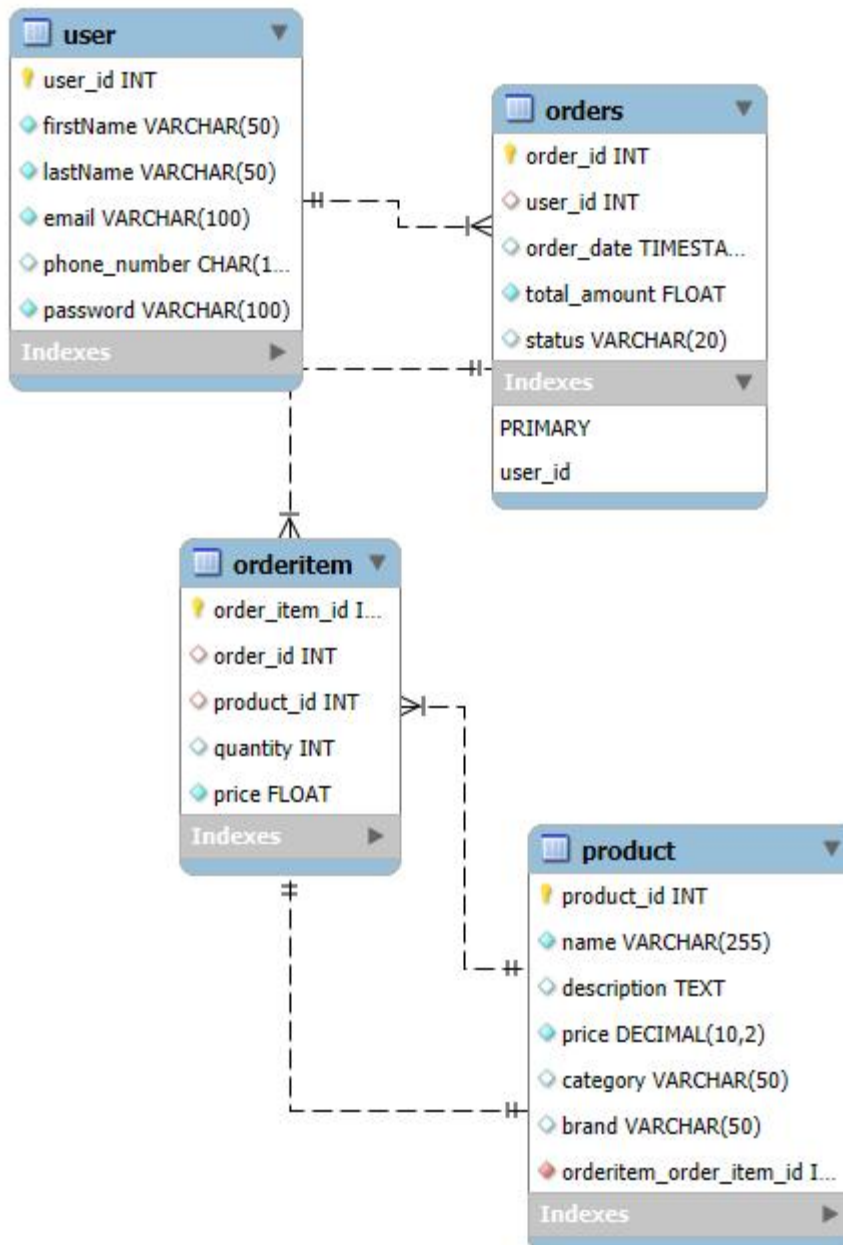 user
user_id INT
firstName VARCHAR(50)
lastName VARCHAR(50)
email VARCHAR(100)
phone_number CHAR(1...
password VARCHAR(100)
Indexes
orders
order_id INT
user_id INT
order_date TIMESTA...
total_amount FLOAT
status VARCHAR(20)
Indexes
PRIMARY
user_id
orderitem
order_item_id I...
order_id INT
product_id INT
quantity INT
price FLOAT
Indexes
product
product_id INT
name VARCHAR(255)
description TEXT
price DECIMAL(10,2)
category VARCHAR(50)
brand VARCHAR(50)
orderitem_order_item_id I...
Indexes